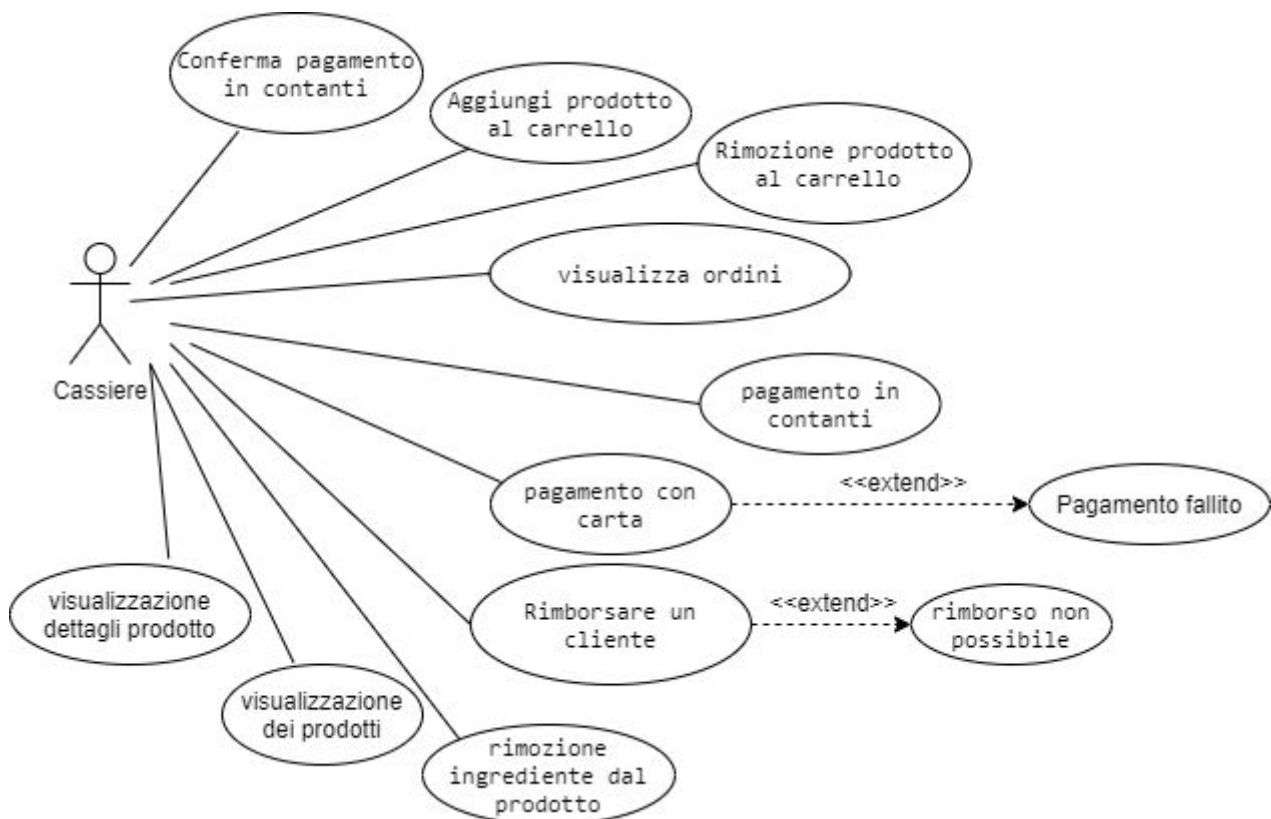 Conferma pagamento
in contanti
Aggiungi prodotto
al carrello
Rimozione prodotto
al carrello
visualizza ordini
Cassiere
pagamento in
contanti
pagamento con
carta
<<extend>>
Pagamento fallito
Rimborsare un
cliente
<<extend>>
rimborso non
possibile
visualizzazione
dettagli prodotto
visualizzazione
dei prodotti
rimozione
ingrediente dal
prodotto